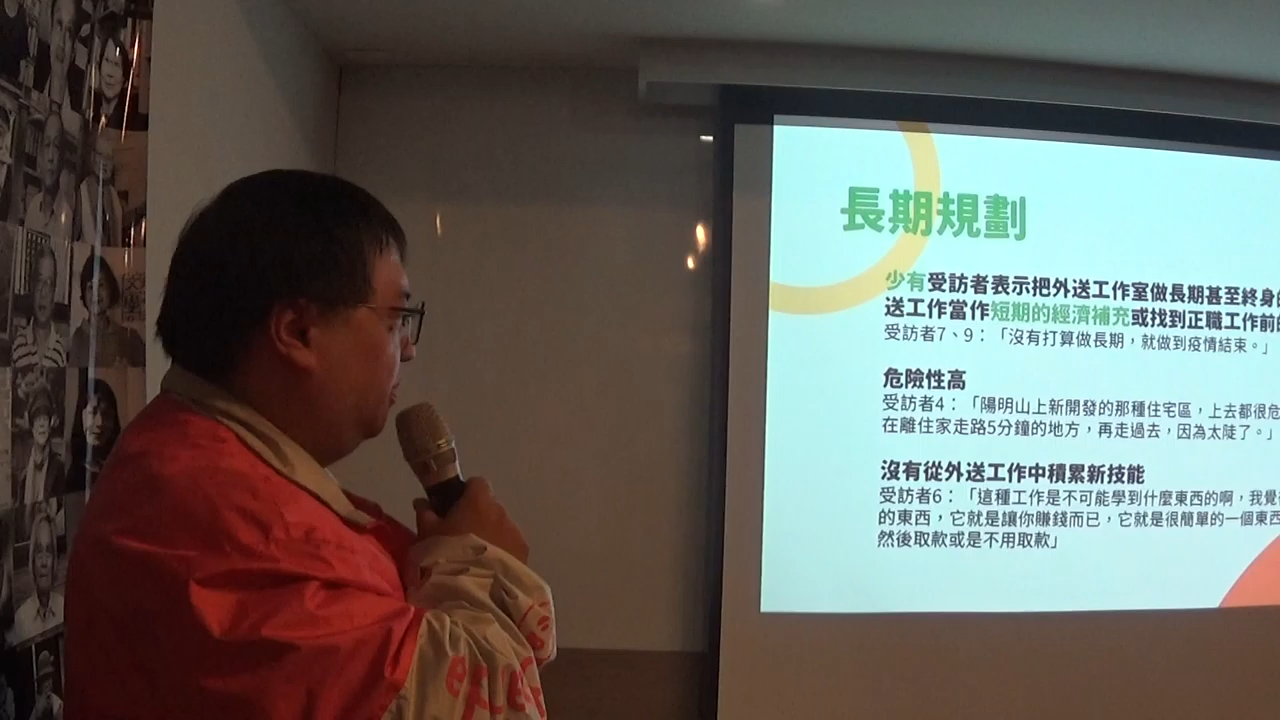 長期規劃
少有受訪者表示把外送工作室做長期甚至終身
送工作當作短期的經濟補充或找到正職工作前
受訪者7、9：「沒有打算做長期，就做到疫情結束。」
危險性高
受訪者4：「陽明山上新開發的那種住宅區，上去都很危
在離住家走路5分鐘的地方，再走過去，因為太陡了。」
沒有從外送工作中積累新技能
受訪者6：「這種工作是不可能學到什麼東西的啊，我覺
的東西，它就是讓你賺錢而已，它就是很簡單的一個東西
然後取款或是不用取款」